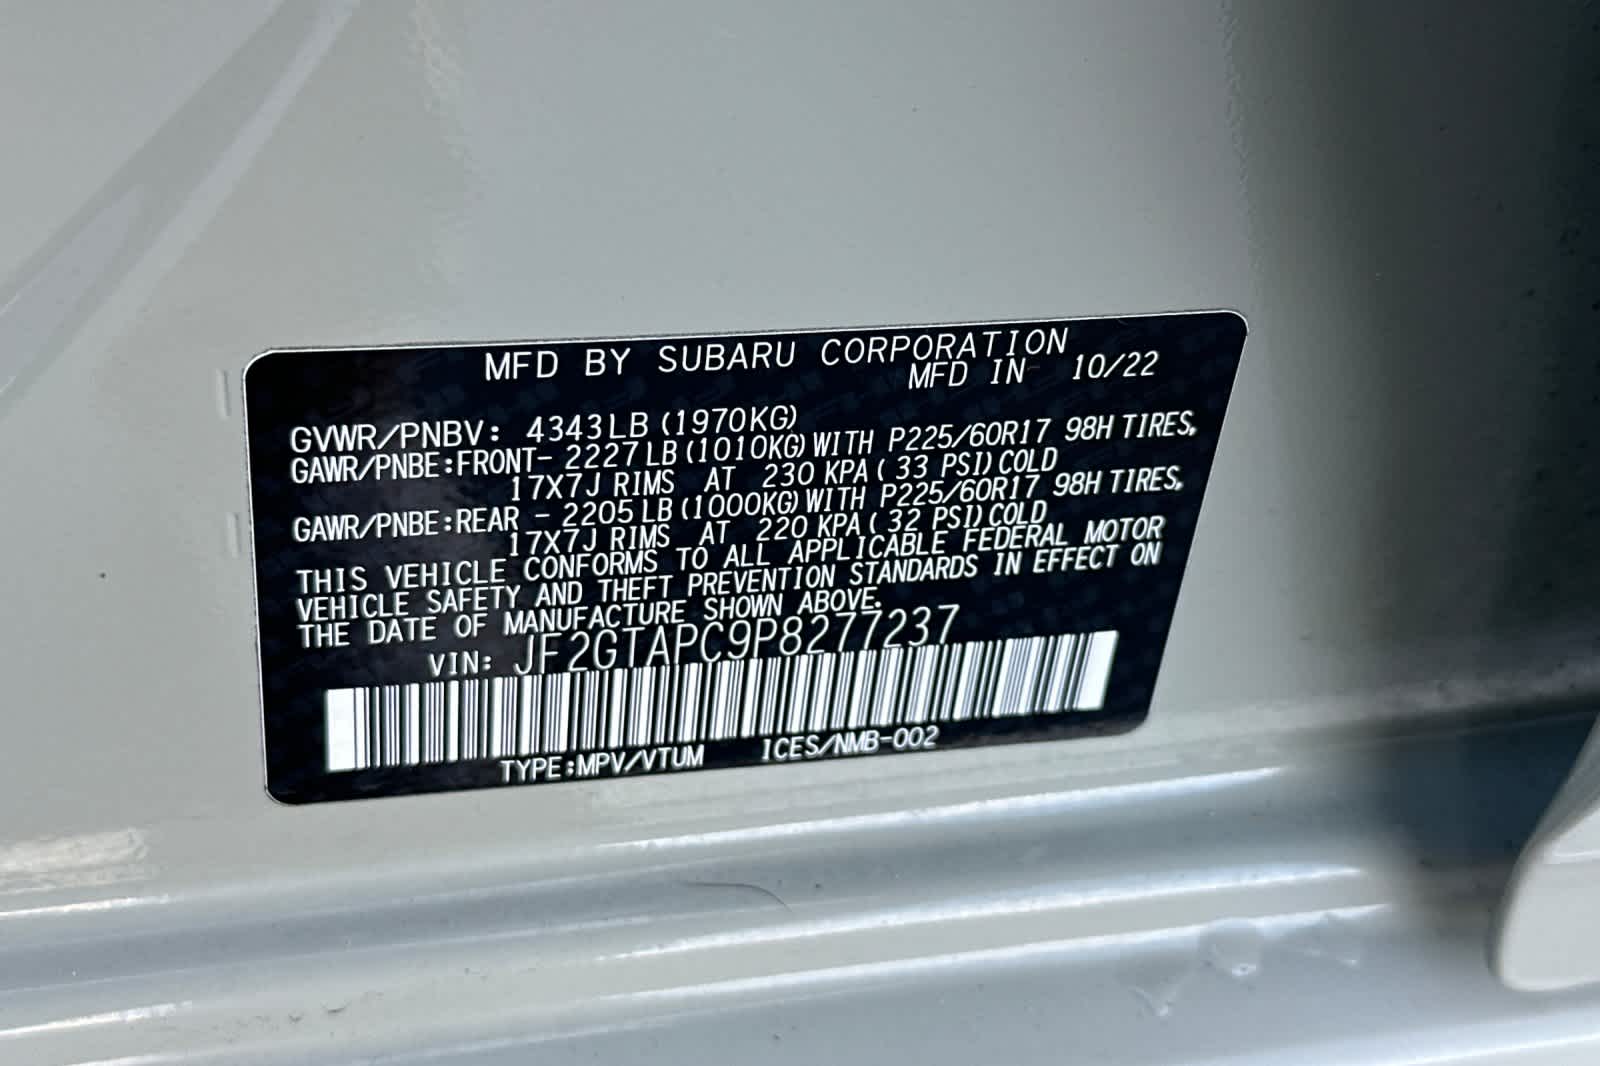 MFD BY SUBARU CORPORATION
MFD IN 10/22
GVWR/PNBV: 4343LB (1970KG)
GAWR/PNBE:FRONT- 2227LB (1010KG) WITH P225/60R17 98H TIRES,
17X7J RIMS AT 230 KPA ( 33 PSI) COLD
GAWR/PNBE:REAR - 2205LB (1000KG) WITH P225/60R17 98H TIRES,
17X7J RIMS AT 220 KPA ( 32 PSI) COLD
THIS VEHICLE CONFORMS TO ALL APPLICABLE FEDERAL MOTOR
VEHICLE SAFETY AND THEFT PREVENTION STANDARDS IN EFFECT ON
THE DATE OF MANUFACTURE SHOWN ABOVE.
VIN: JF2GTAPC9P8277237
TYPE:MPV/VTUM ICES/NMB-002